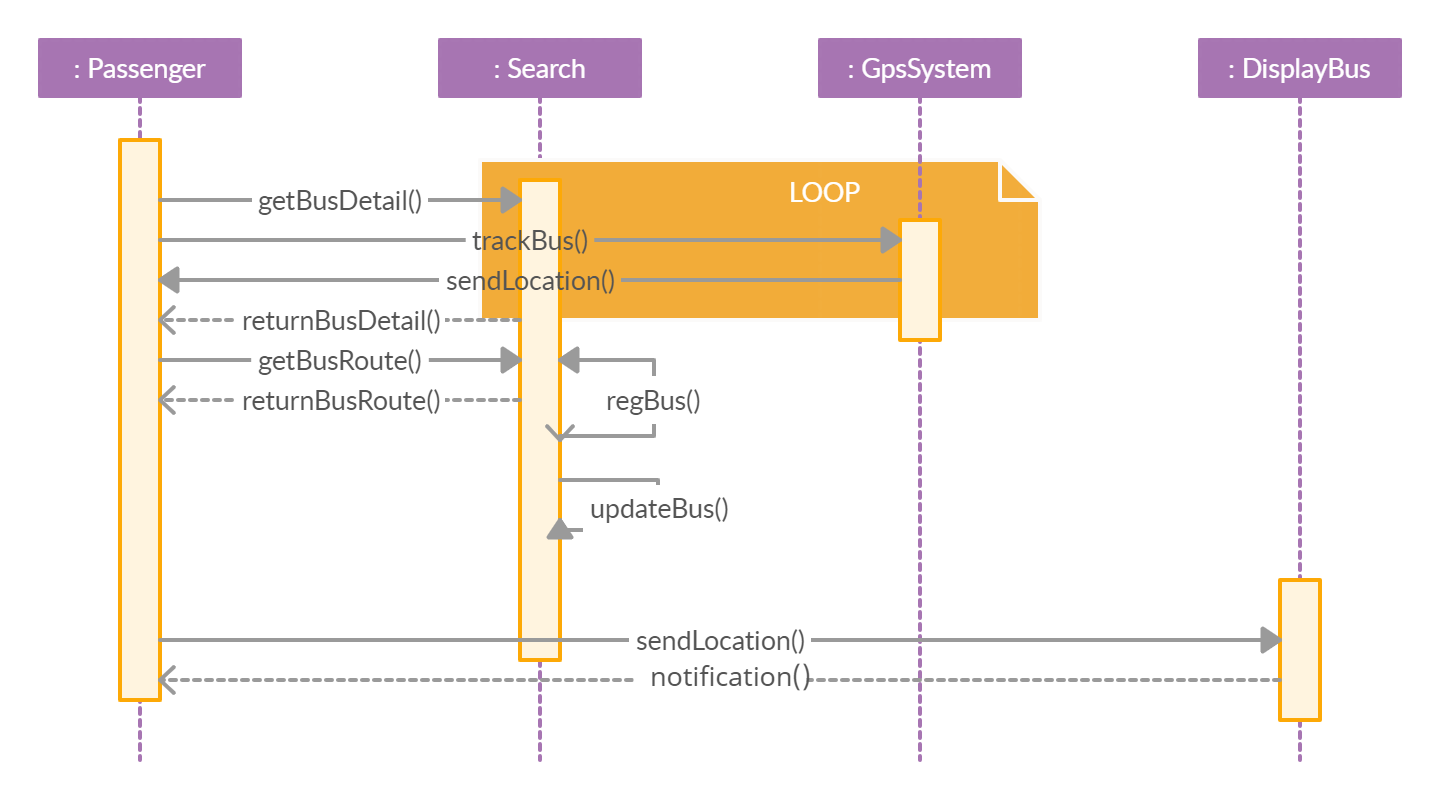 : Passenger
: Search
: GpsSystem
: DisplayBus
LOOP
getBusDetail()
trackBus()
sendLocation()
returnBusDetail()
getBusRoute()
returnBusRoute()
regBus()
updateBus()
sendLocation()
notification()